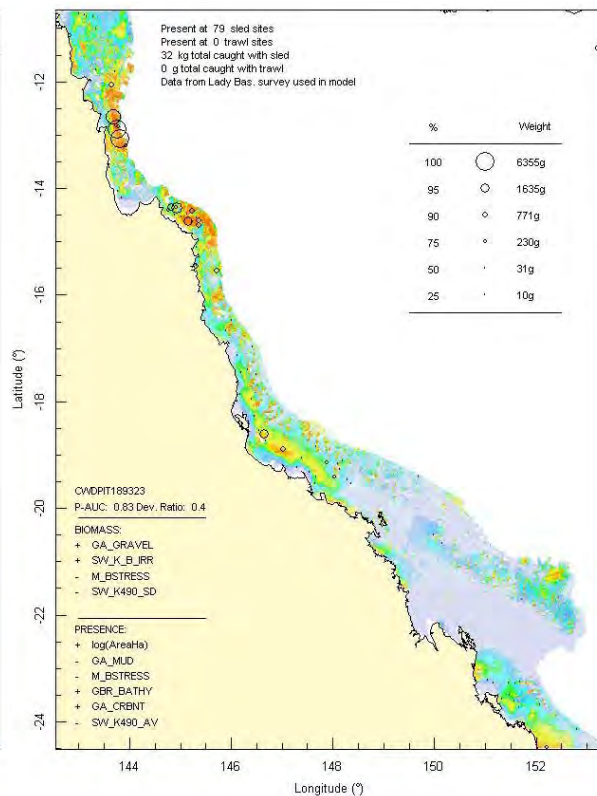 Present at 79 sled sites
Present at 0 trawl sites
32 kg total caught with sled
0 g total caught with trawl
Data from Lady Bas. survey used in model
% Weight
100 6355g
95 1635g
90 771g
75 230g
50 31g
25 10g
-12
-14
-16
-18
-20
-22
-24
Latitude (°)
CWDPIT189323
P-AUC: 0.83 Dev. Ratio: 0.4
BIOMASS:
+ GA_GRAVEL
+ SW_K_B_IRR
- M_BSTRESS
- SW_K490_SD
PRESENCE:
+ log(AreaHa)
- GA_MUD
- M_BSTRESS
+ GBR_BATHY
+ GA_CRBNT
- SW_K490_AV
144 146 148 150 152
Longitude (°)